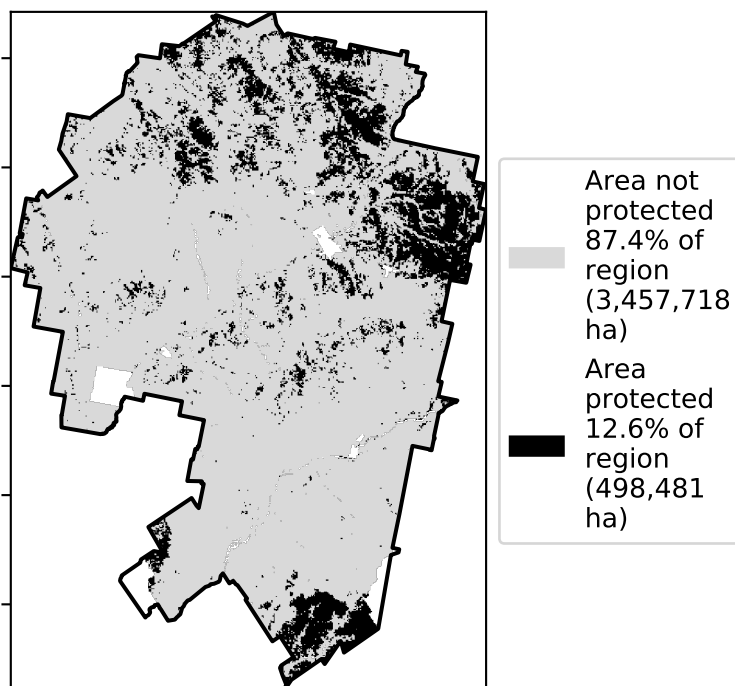 Area not
protected
87.4% of
region
(3,457,718
ha)
Area
protected
12.6% of
region
(498,481
ha)